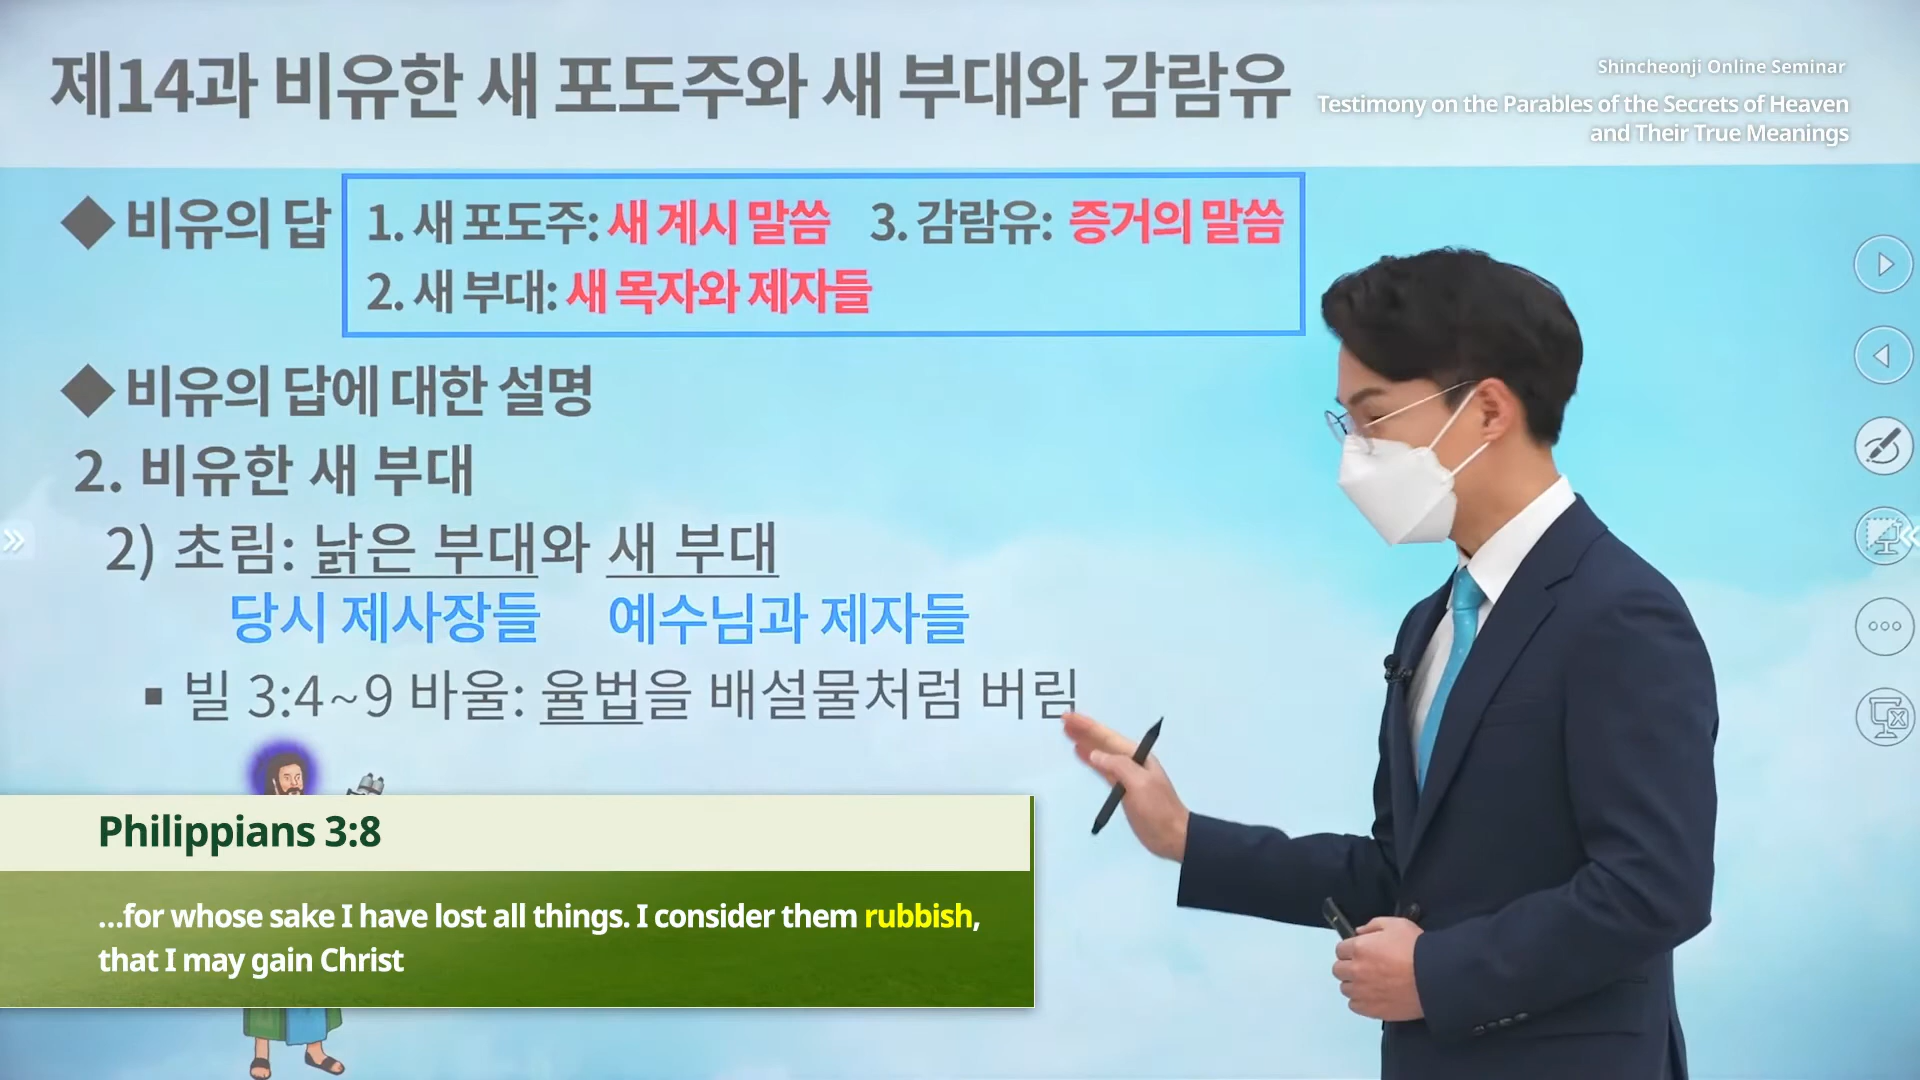 제14과 비유한 새 포도주와 새 부대와 감람유
Shincheonji Online Seminar
Testimony on the Parables of the Secrets of Heaven
and Their True Meanings
◆ 비유의 답
1. 새 포도주: 새 계시 말씀 3. 감람유: 증거의 말씀
2. 새 부대: 새 목자와 제자들
◆ 비유의 답에 대한 설명
2. 비유한 새 부대
2) 초림: 낡은 부대와 새 부대
당시 제사장들 예수님과 제자들
▪ 빌 3:4~9 바울: 율법을 배설물처럼 버림
Philippians 3:8
...for whose sake I have lost all things. I consider them rubbish,
that I may gain Christ